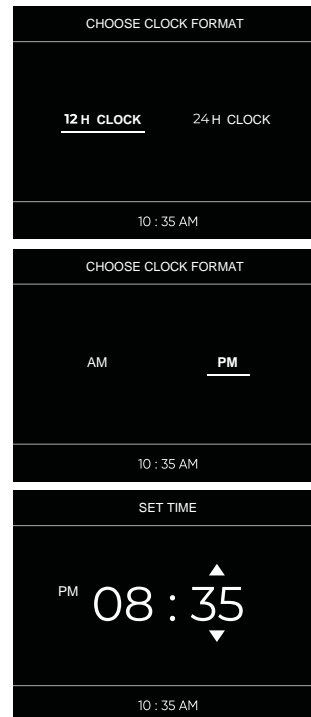 CHOOSE CLOCK FORMAT
12 H CLOCK 24 H CLOCK
10 : 35 AM
CHOOSE CLOCK FORMAT
AM PM
10 : 35 AM
SET TIME
PM 08 : 35
10 : 35 AM